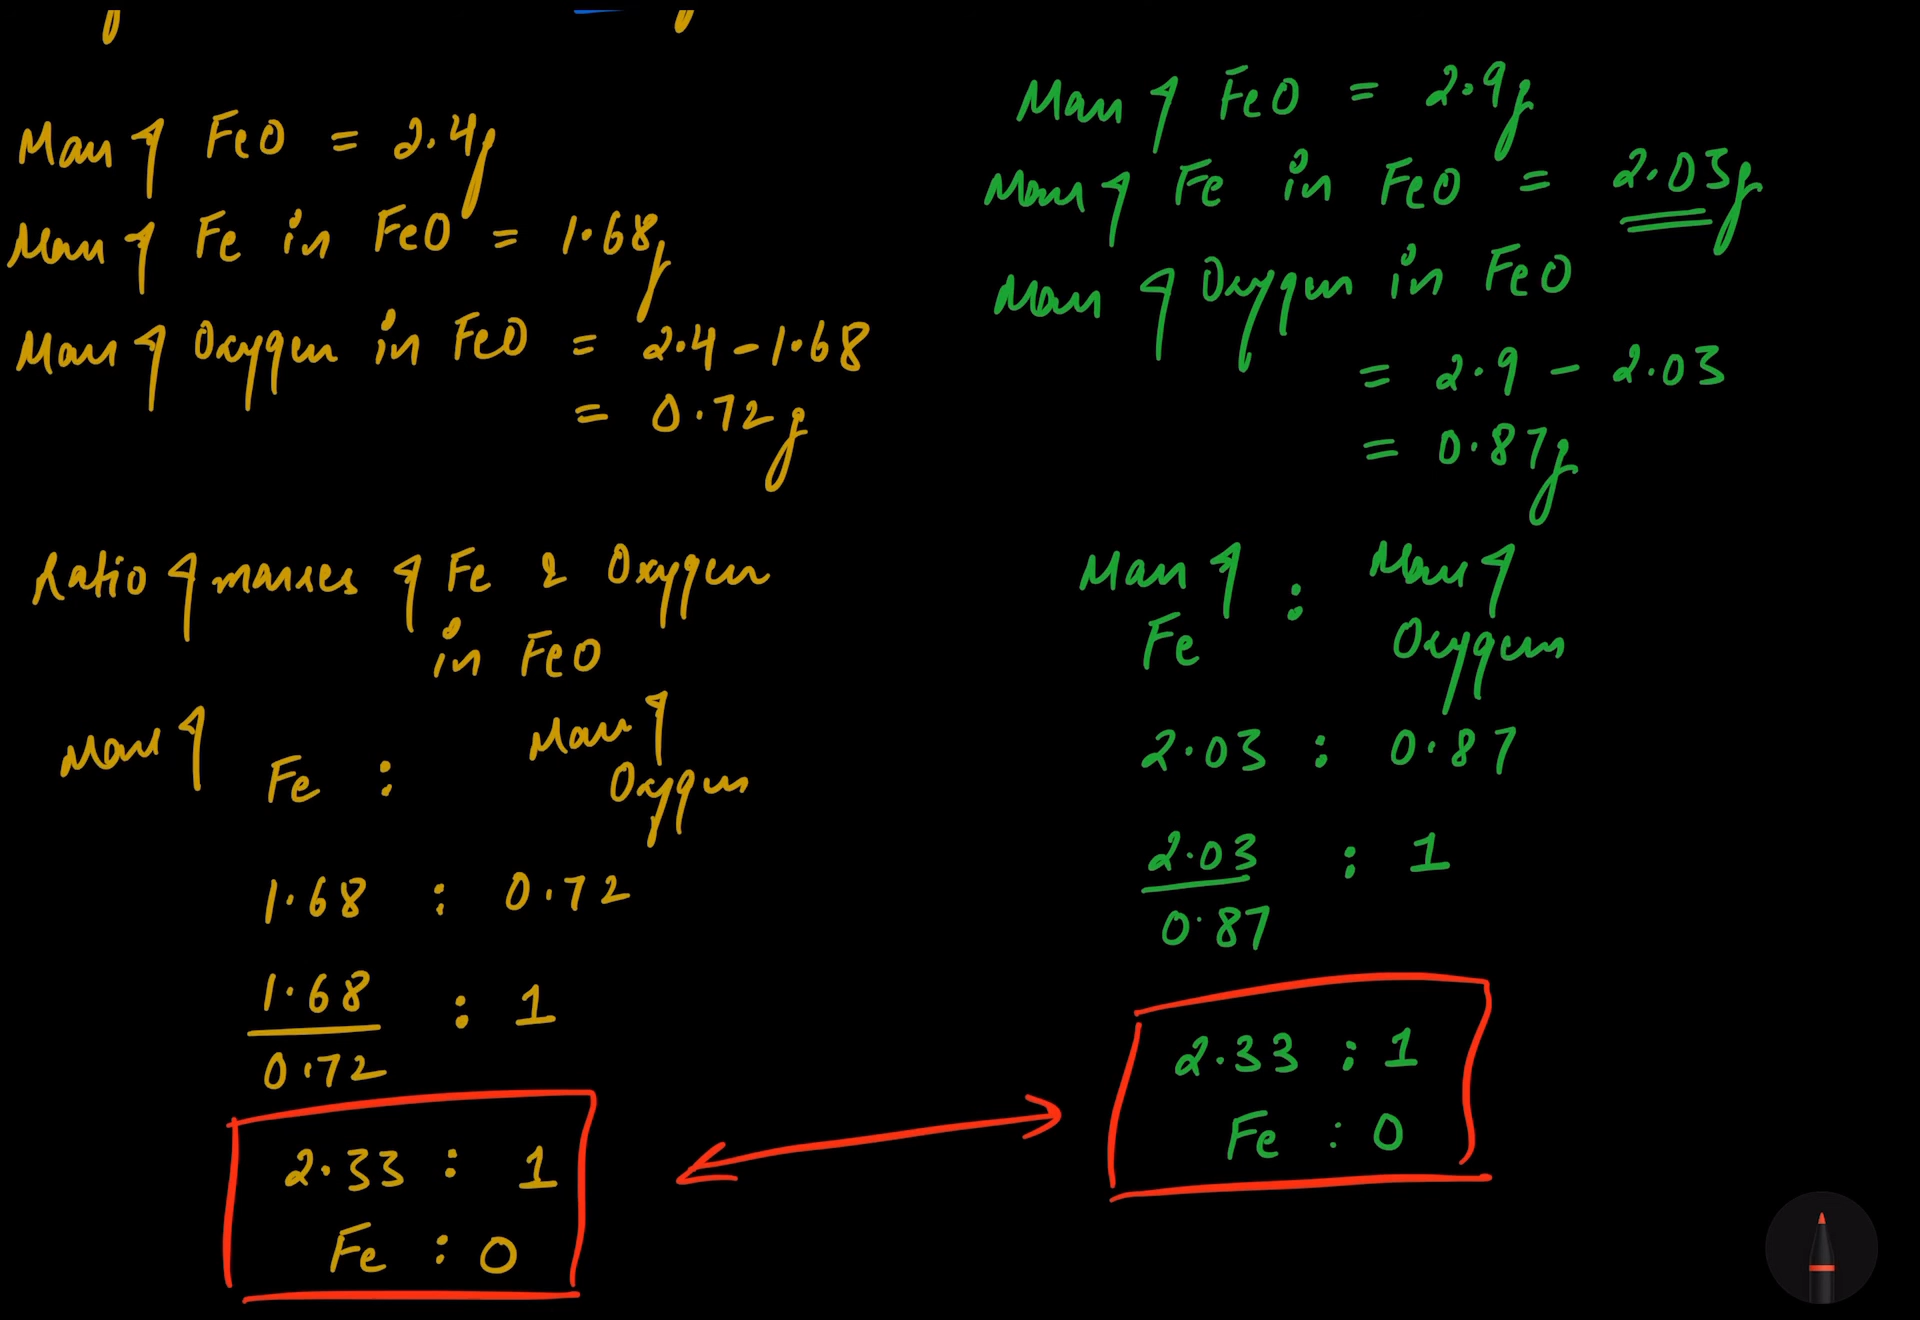 Mass of FeO = 2.4g
Mass of Fe in FeO = 1.68g
Mass of Oxygen in FeO = 2.4 - 1.68
= 0.72g
Ratio of masses of Fe & Oxygen
in FeO
Mass of Fe : Mass of Oxygen
1.68 : 0.72
1.68 / 0.72 : 1
2.33 : 1
Fe : O
Mass of FeO = 2.9g
Mass of Fe in FeO = 2.03g
Mass of Oxygen in FeO
= 2.9 - 2.03
= 0.87g
Mass of Fe : Mass of Oxygen
2.03 : 0.87
2.03 / 0.87 : 1
2.33 : 1
Fe : O